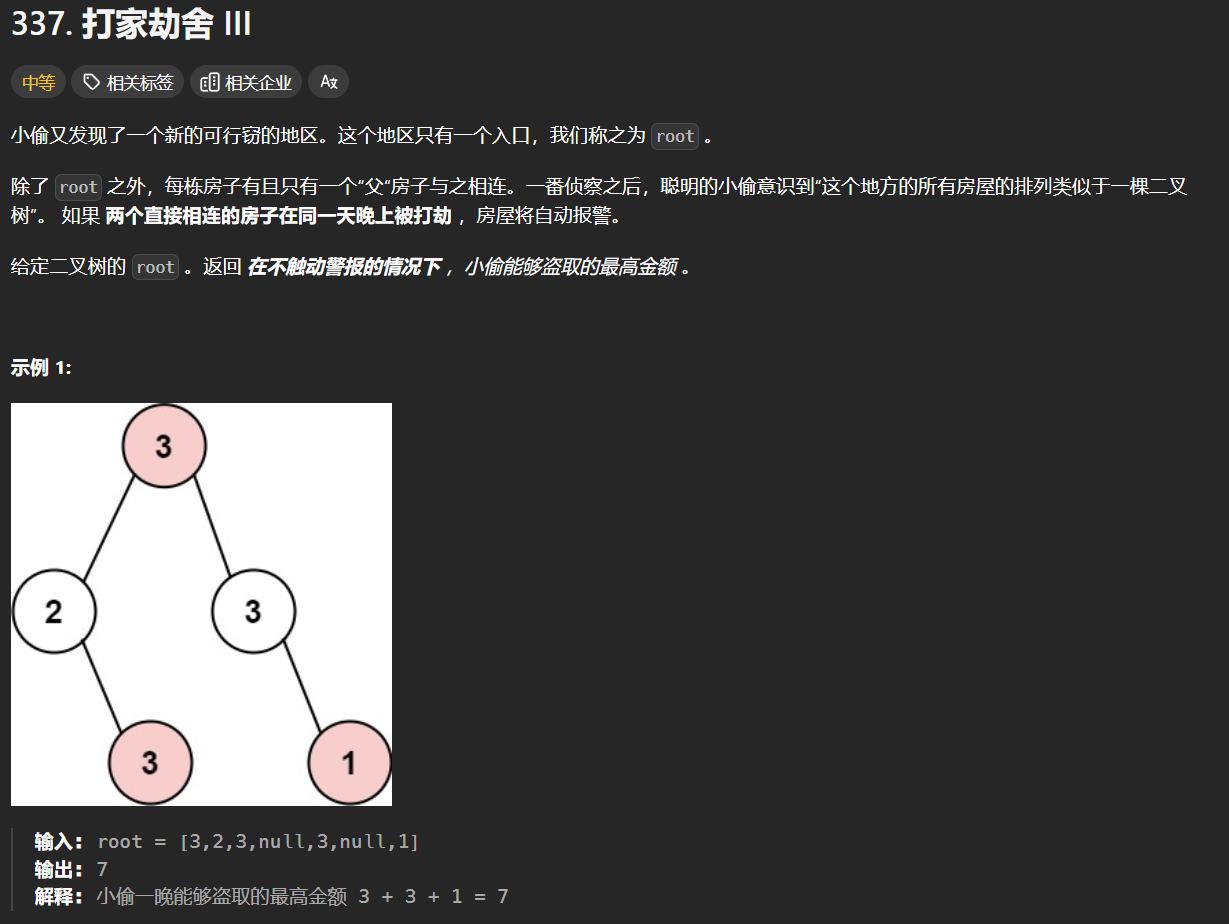 337. 打家劫舍 III
中等 相关标签 相关企业 A文
小偷又发现了一个新的可行窃的地区。这个地区只有一个入口，我们称之为 root 。
除了 root 之外，每栋房子有且只有一个“父“房子与之相连。一番侦察之后，聪明的小偷意识到“这个地方的所有房屋的排列类似于一棵二叉
树”。 如果 两个直接相连的房子在同一天晚上被打劫 ，房屋将自动报警。
给定二叉树的 root 。返回 在不触动警报的情况下 ，小偷能够盗取的最高金额 。
示例 1:
3
2 3
3 1
输入： root = [3,2,3,null,3,null,1]
输出： 7
解释： 小偷一晚能够盗取的最高金额 3 + 3 + 1 = 7